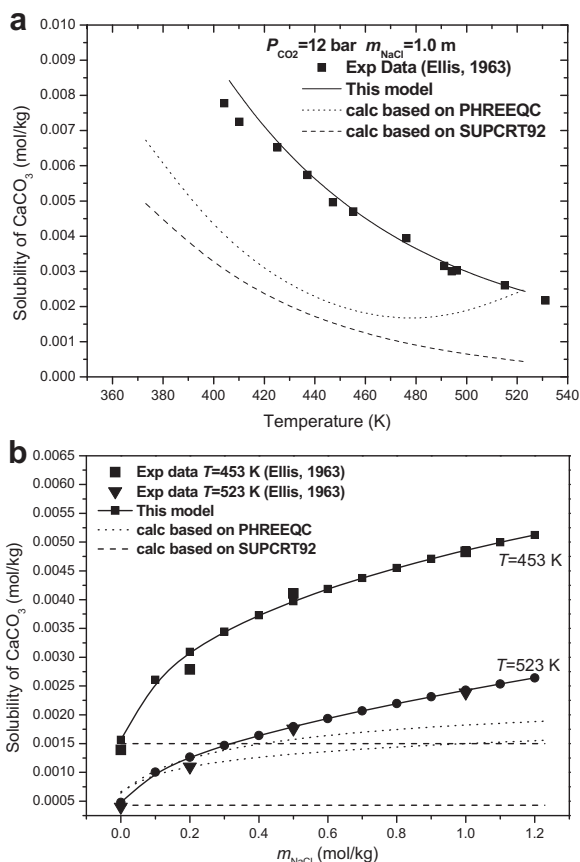 a
P_CO2=12 bar m_NaCl=1.0 m
Exp Data (Ellis, 1963)
This model
calc based on PHREEQC
calc based on SUPCRT92
Solubility of CaCO₃ (mol/kg)
0.010
0.009
0.008
0.007
0.006
0.005
0.004
0.003
0.002
0.001
0.000
360 380 400 420 440 460 480 500 520 540
Temperature (K)
b
Exp data T=453 K (Ellis, 1963)
Exp data T=523 K (Ellis, 1963)
This model
calc based on PHREEQC
calc based on SUPCRT92
T=453 K
T=523 K
Solubility of CaCO₃ (mol/kg)
0.0065
0.0060
0.0055
0.0050
0.0045
0.0040
0.0035
0.0030
0.0025
0.0020
0.0015
0.0010
0.0005
0.0 0.2 0.4 0.6 0.8 1.0 1.2
m_NaCl (mol/kg)